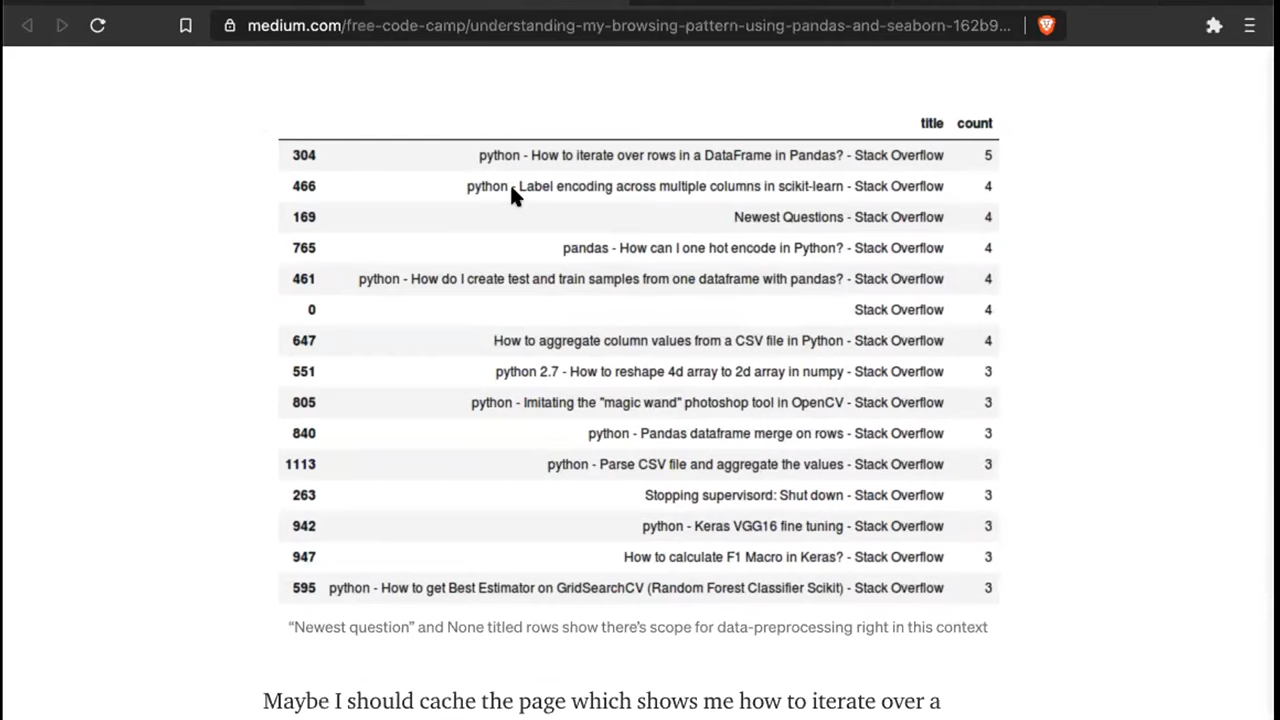 medium.com/free-code-camp/understanding-my-browsing-pattern-using-pandas-and-seaborn-162b9...
title count
304 python - How to iterate over rows in a DataFrame in Pandas? - Stack Overflow 5
466 python - Label encoding across multiple columns in scikit-learn - Stack Overflow 4
169 Newest Questions - Stack Overflow 4
765 pandas - How can I one hot encode in Python? - Stack Overflow 4
461 python - How do I create test and train samples from one dataframe with pandas? - Stack Overflow 4
0 Stack Overflow 4
647 How to aggregate column values from a CSV file in Python - Stack Overflow 4
551 python 2.7 - How to reshape 4d array to 2d array in numpy - Stack Overflow 3
805 python - Imitating the "magic wand" photoshop tool in OpenCV - Stack Overflow 3
840 python - Pandas dataframe merge on rows - Stack Overflow 3
1113 python - Parse CSV file and aggregate the values - Stack Overflow 3
263 Stopping supervisord: Shut down - Stack Overflow 3
942 python - Keras VGG16 fine tuning - Stack Overflow 3
947 How to calculate F1 Macro in Keras? - Stack Overflow 3
595 python - How to get Best Estimator on GridSearchCV (Random Forest Classifier Scikit) - Stack Overflow 3
“Newest question” and None titled rows show there’s scope for data-preprocessing right in this context
Maybe I should cache the page which shows me how to iterate over a